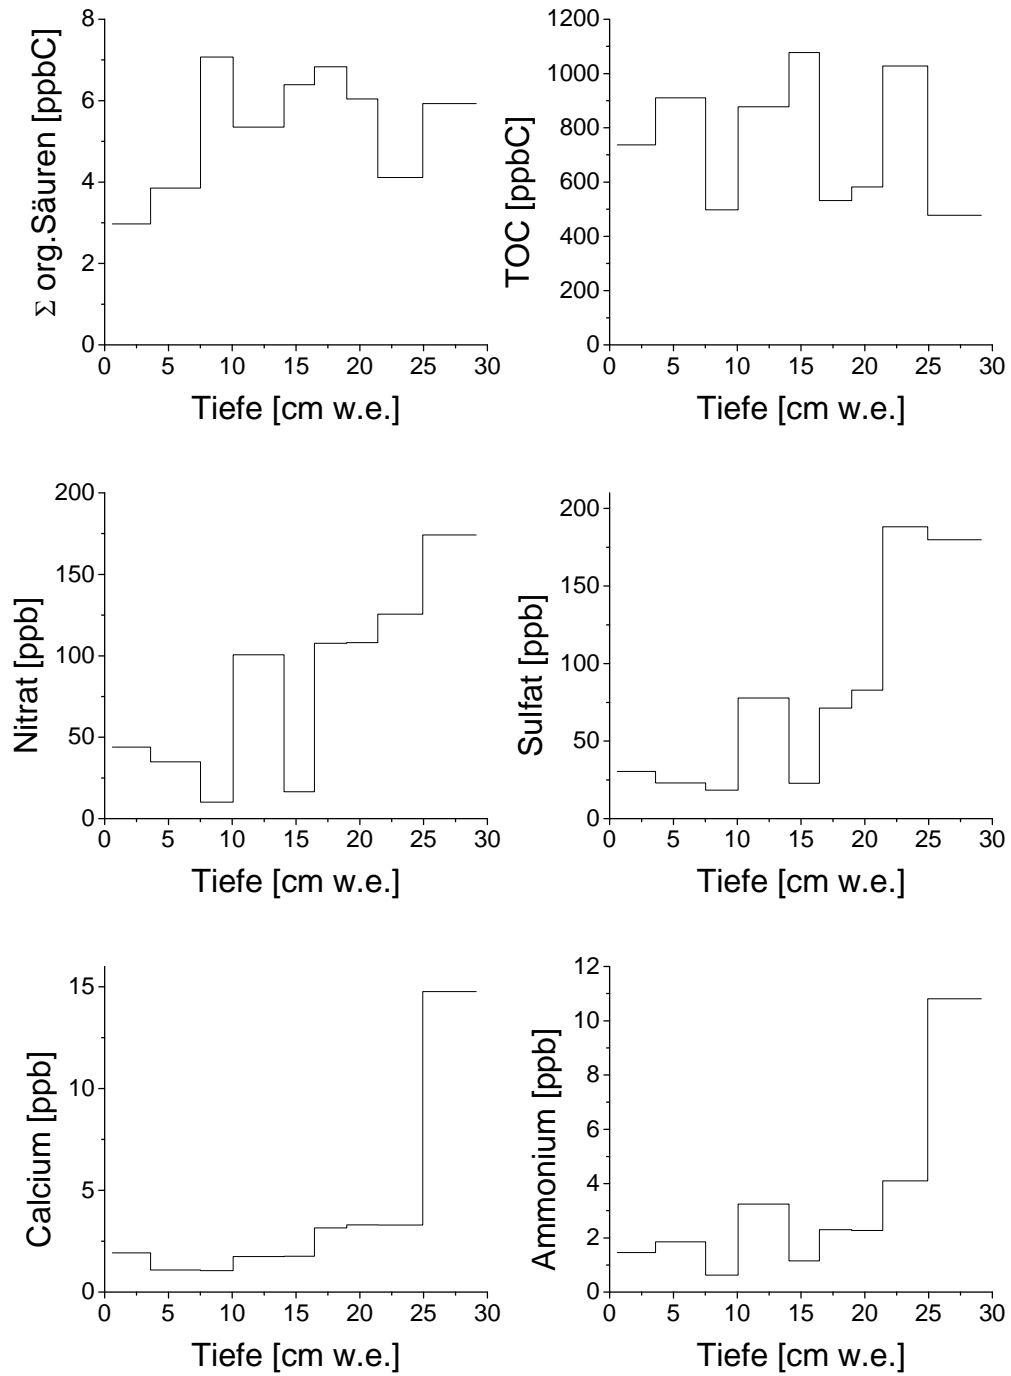 Σ org.Säuren [ppbC]
8
6
4
2
0
0 5 10 15 20 25 30
Tiefe [cm w.e.]
TOC [ppbC]
1200
1000
800
600
400
200
0
0 5 10 15 20 25 30
Tiefe [cm w.e.]
Nitrat [ppb]
200
150
100
50
0
0 5 10 15 20 25 30
Tiefe [cm w.e.]
Sulfat [ppb]
200
150
100
50
0
0 5 10 15 20 25 30
Tiefe [cm w.e.]
Calcium [ppb]
15
10
5
0
0 5 10 15 20 25 30
Tiefe [cm w.e.]
Ammonium [ppb]
12
10
8
6
4
2
0
0 5 10 15 20 25 30
Tiefe [cm w.e.]